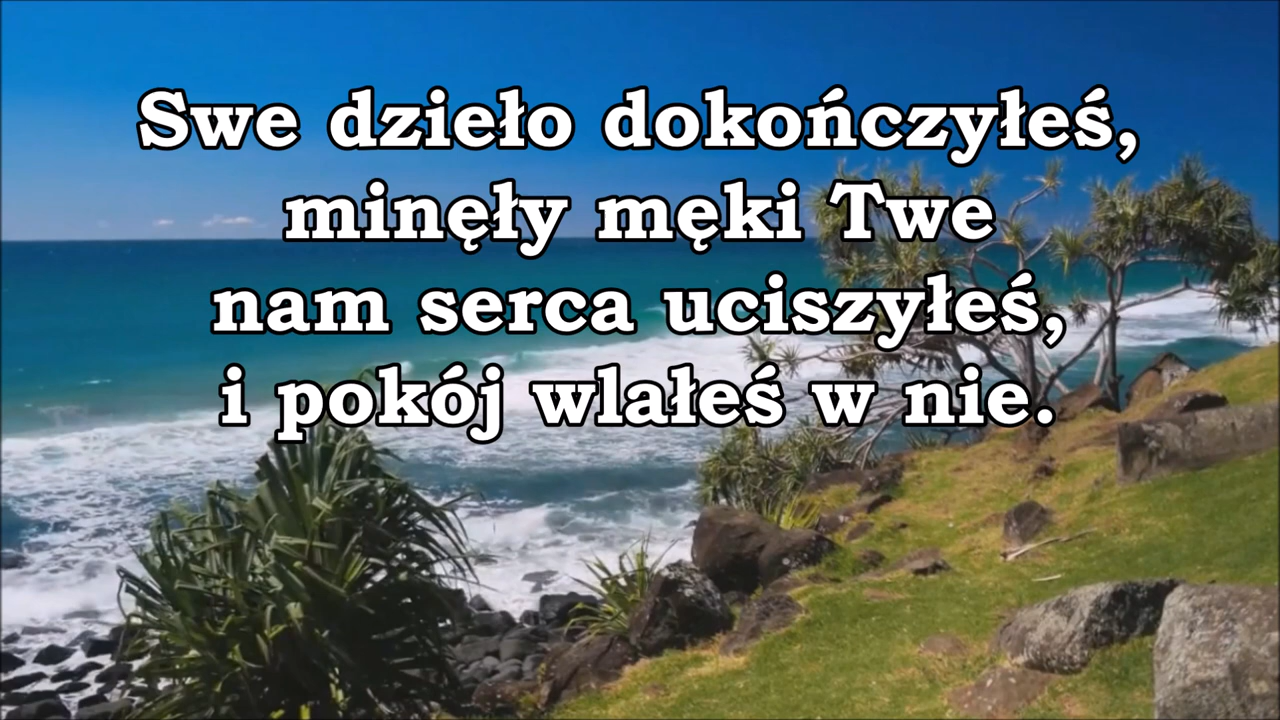 Swe dzieło dokończyłeś,
minęły męki Twe
nam serca uciszyłeś,
i pokój wlałeś w nie.